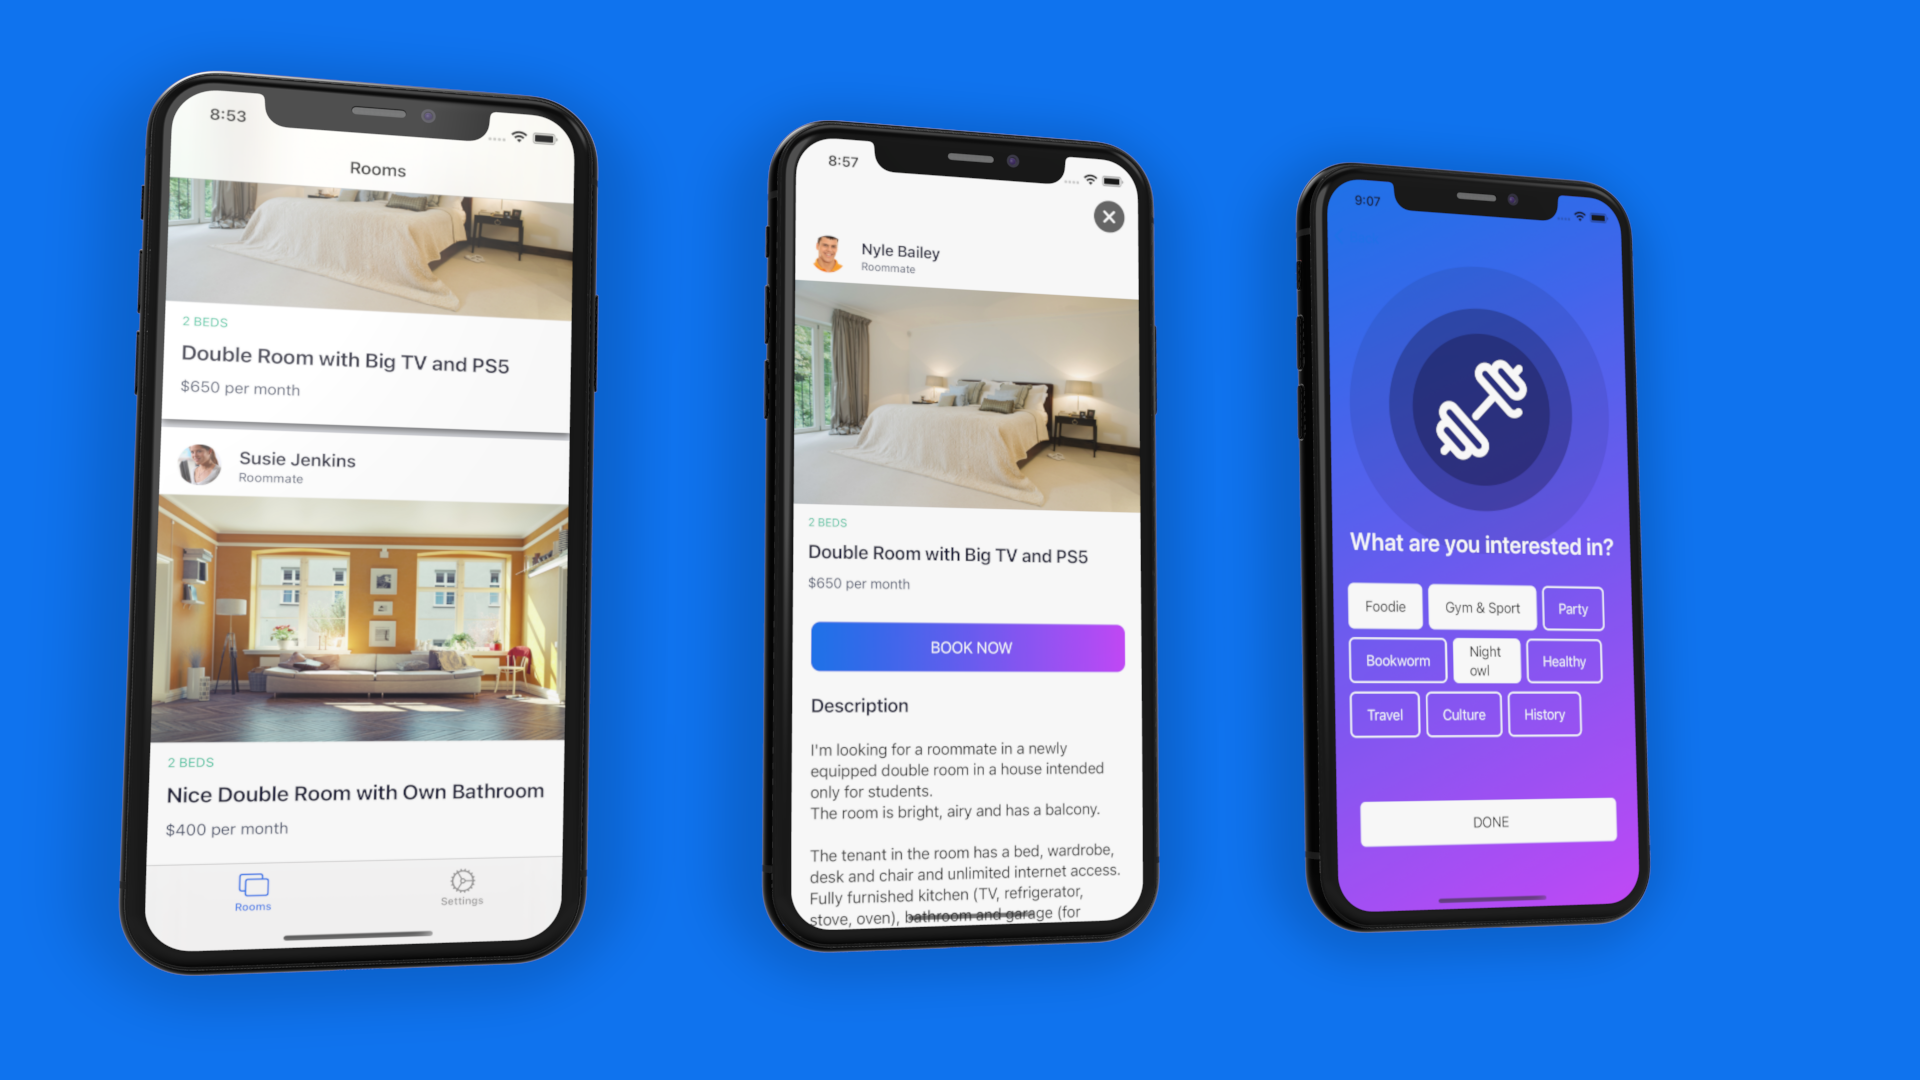 8:53
Rooms
2 BEDS
Double Room with Big TV and PS5
$650 per month
Susie Jenkins
Roommate
2 BEDS
Nice Double Room with Own Bathroom
$400 per month
Rooms
Settings
8:57
Nyle Bailey
Roommate
2 BEDS
Double Room with Big TV and PS5
$650 per month
BOOK NOW
Description
I'm looking for a roommate in a newly
equipped double room in a house intended
only for students.
The room is bright, airy and has a balcony.
The tenant in the room has a bed, wardrobe,
desk and chair and unlimited internet access.
Fully furnished kitchen (TV, refrigerator,
stove, oven), bathroom and garage (for
9:07
What are you interested in?
Foodie
Gym & Sport
Party
Bookworm
Night
owl
Healthy
Travel
Culture
History
DONE